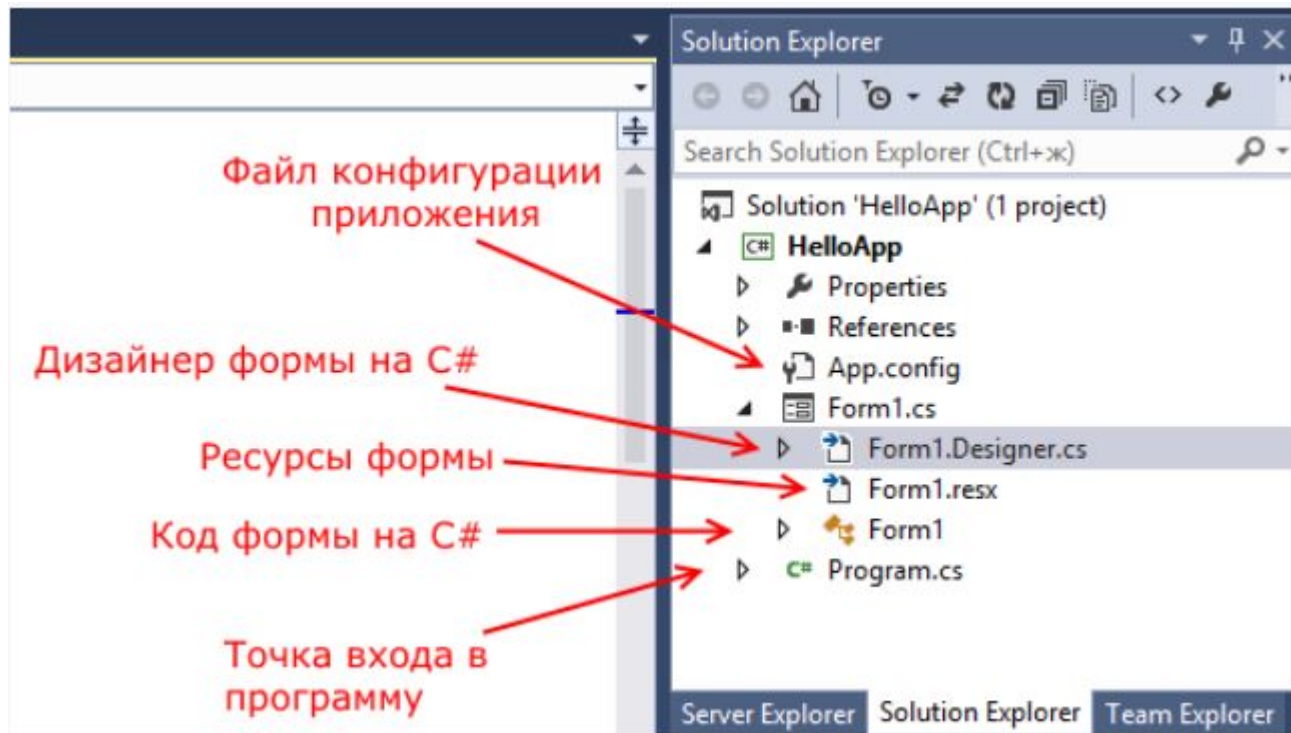 Solution Explorer
Search Solution Explorer (Ctrl+ж)
Файл конфигурации
приложения
Дизайнер формы на C#
Ресурсы формы
Код формы на C#
Точка входа в
программу
Solution 'HelloApp' (1 project)
C# HelloApp
Properties
References
App.config
Form1.cs
Form1.Designer.cs
Form1.resx
Form1
C# Program.cs
Server Explorer Solution Explorer Team Explorer